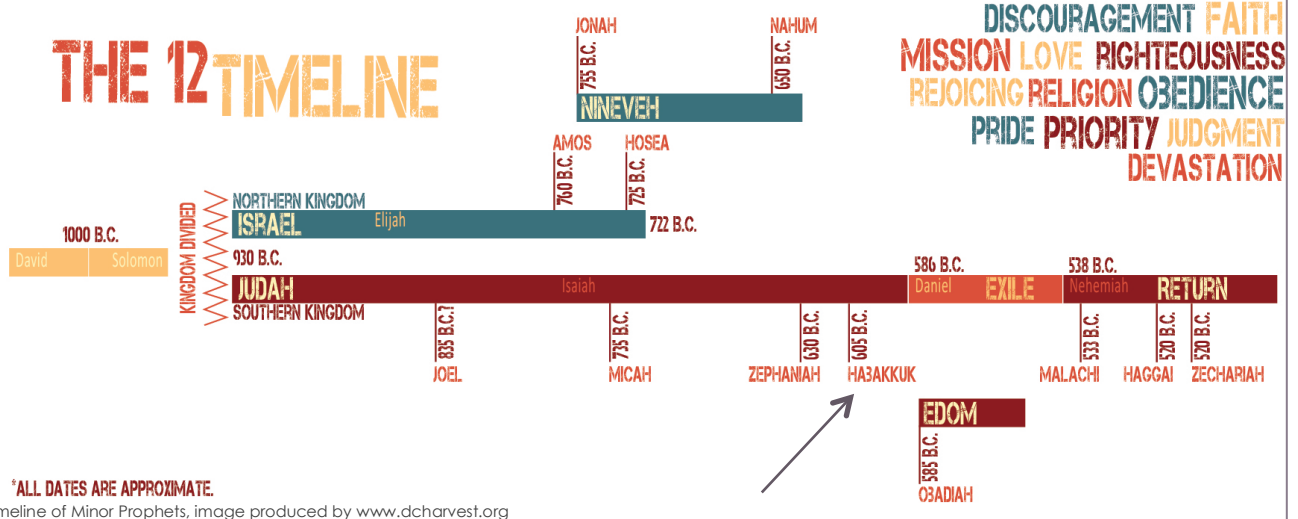 THE 12 TIMELINE
DISCOURAGEMENT FAITH
MISSION LOVE RIGHTEOUSNESS
REJOICING RELIGION OBEDIENCE
PRIDE PRIORITY JUDGMENT
DEVASTATION
JONAH
NAHUM
755 B.C.
650 B.C.
NINEVEH
AMOS
HOSEA
760 B.C.
725 B.C.
NORTHERN KINGDOM
ISRAEL
Elijah
722 B.C.
1000 B.C.
David
Solomon
KINGDOM DIVIDED
930 B.C.
586 B.C.
538 B.C.
JUDAH
Isaiah
Daniel
EXILE
Nehemiah
RETURN
SOUTHERN KINGDOM
835 B.C.?
735 B.C.
630 B.C.
605 B.C.
533 B.C.
520 B.C.
520 B.C.
JOEL
MICAH
ZEPHANIAH
HABAKKUK
MALACHI
HAGGAI
ZECHARIAH
EDOM
585 B.C.
OBADIAH
*ALL DATES ARE APPROXIMATE.
meline of Minor Prophets, image produced by www.dcharvest.org